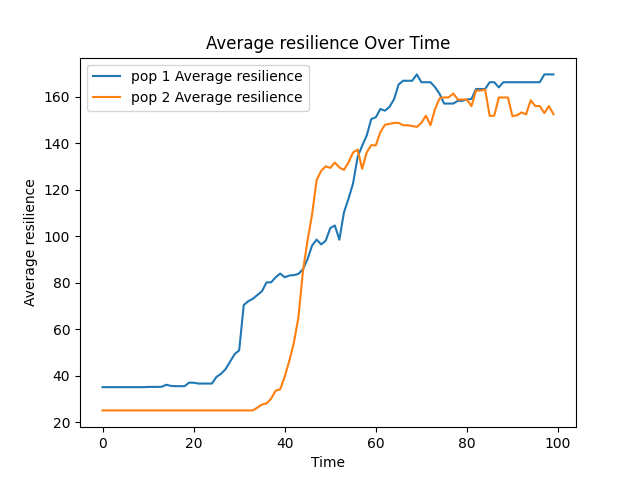 Average resilience Over Time
pop 1 Average resilience
pop 2 Average resilience
Average resilience
160
140
120
100
80
60
40
20
0 20 40 60 80 100
Time